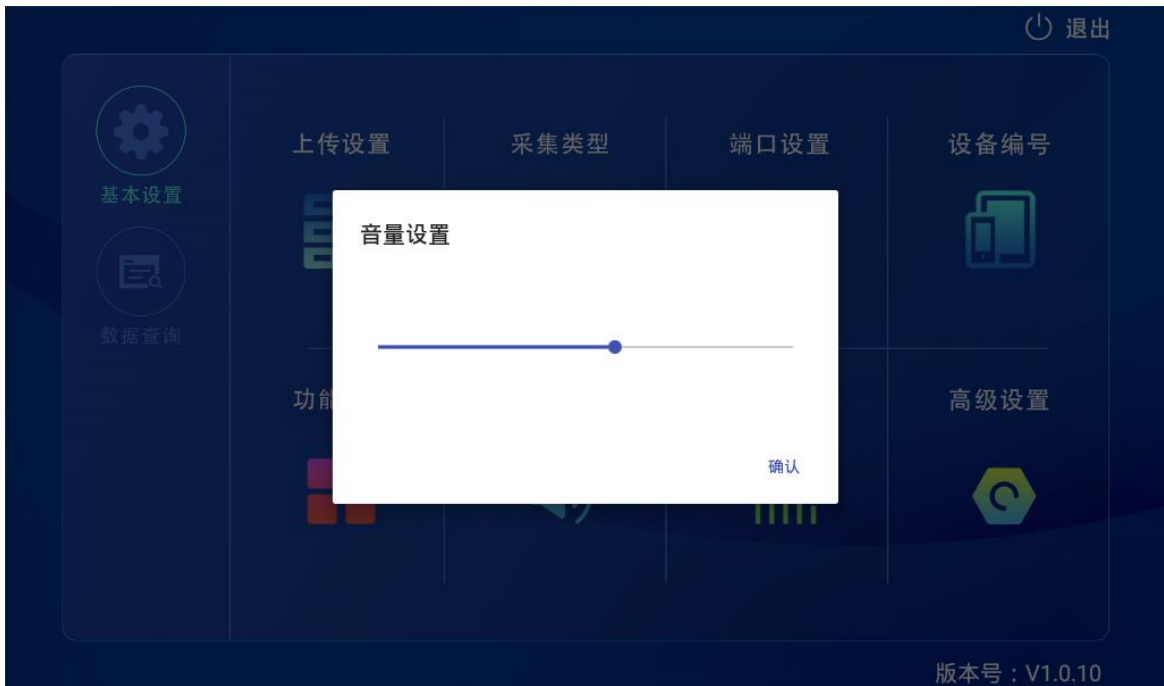 退出
基本设置
数据查询
上传设置
采集类型
端口设置
设备编号
音量设置
确认
功能
高级设置
版本号：V1.0.10